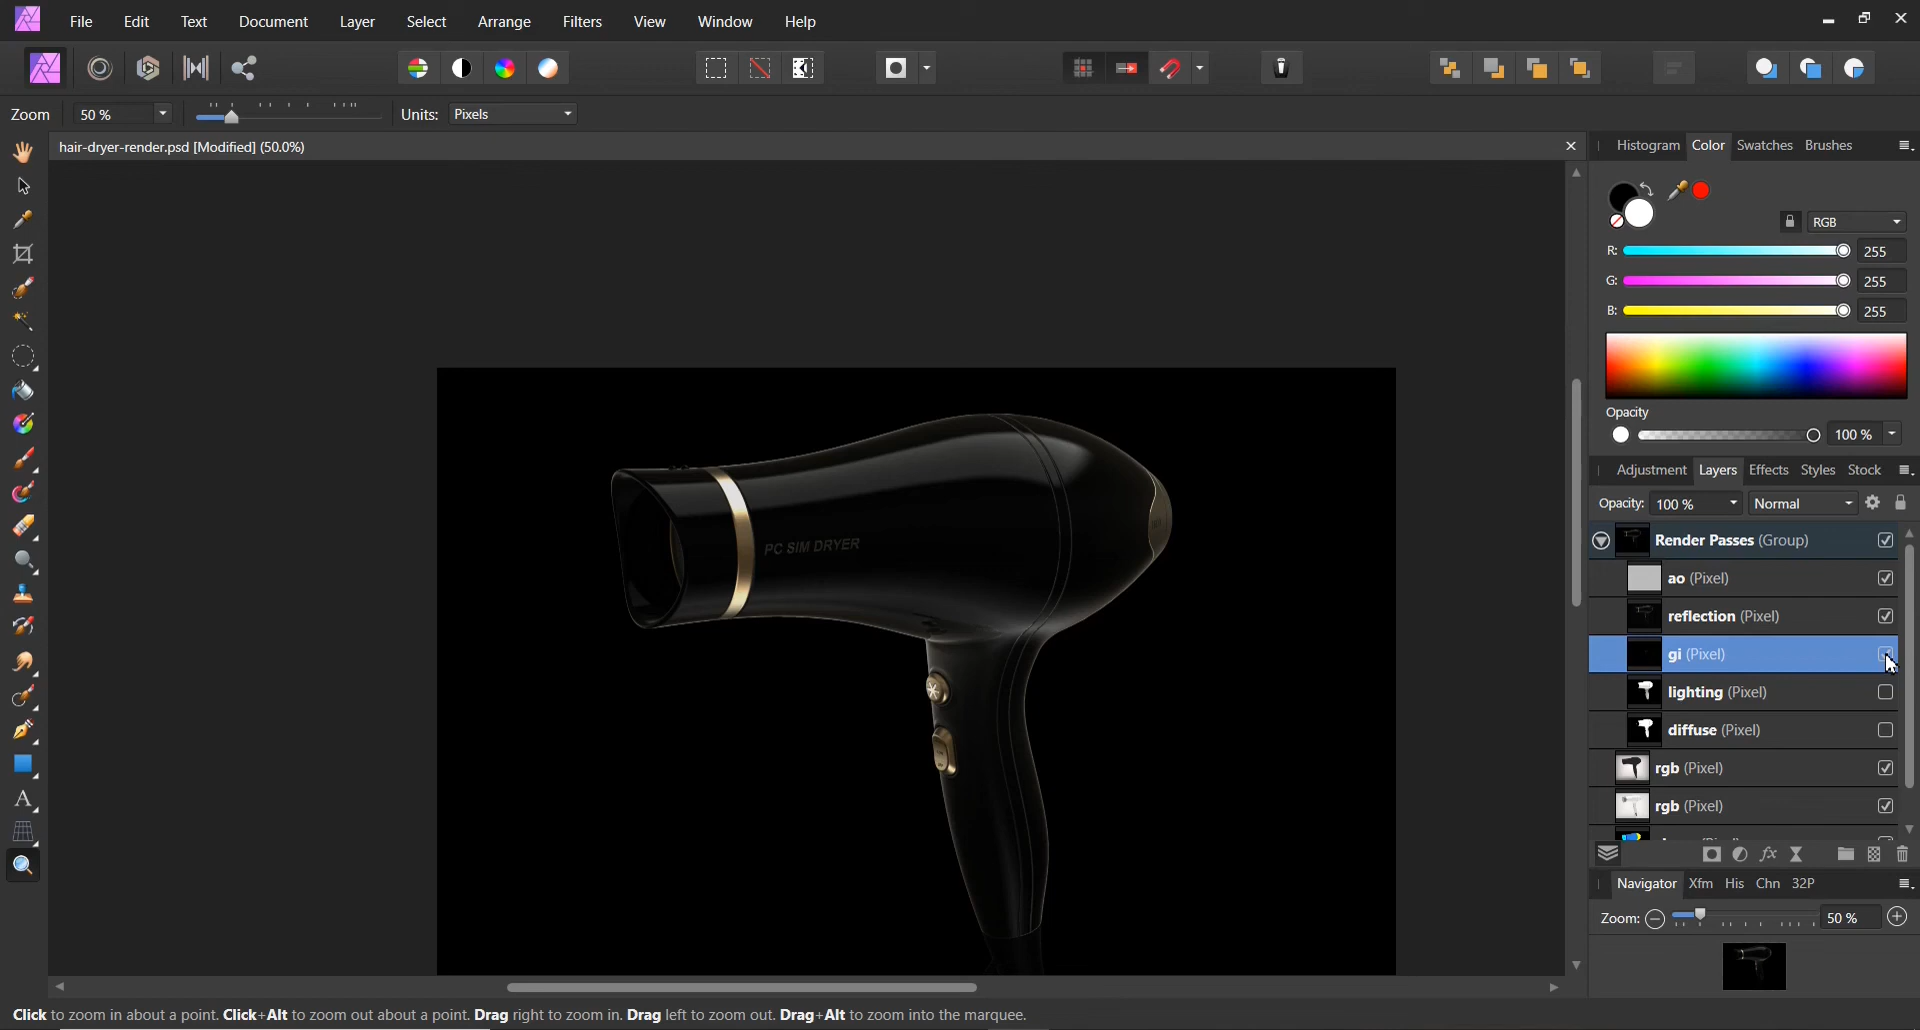 File Edit Text Document Layer Select Arrange Filters View Window Help
Zoom 50 % Units: Pixels
hair-dryer-render.psd [Modified] (50.0%)
Histogram Color Swatches Brushes
RGB
R: 255
G: 255
B: 255
Opacity
100 %
Adjustment Layers Effects Styles Stock
Opacity: 100 % Normal
Render Passes (Group)
ao (Pixel)
reflection (Pixel)
gi (Pixel)
lighting (Pixel)
diffuse (Pixel)
rgb (Pixel)
rgb (Pixel)
PC SIM DRYER
Navigator Xfm His Chn 32P
Zoom: 50 %
Click to zoom in about a point. Click+Alt to zoom out about a point. Drag right to zoom in. Drag left to zoom out. Drag+Alt to zoom into the marquee.